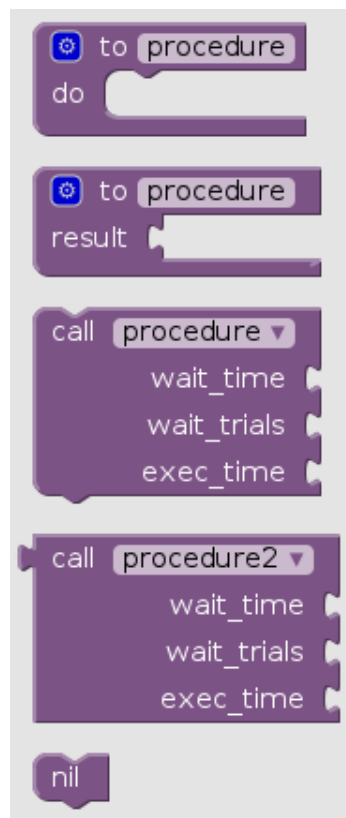 to procedure
do
to procedure
result
call procedure ▾
wait_time
wait_trials
exec_time
call procedure2 ▾
wait_time
wait_trials
exec_time
nil